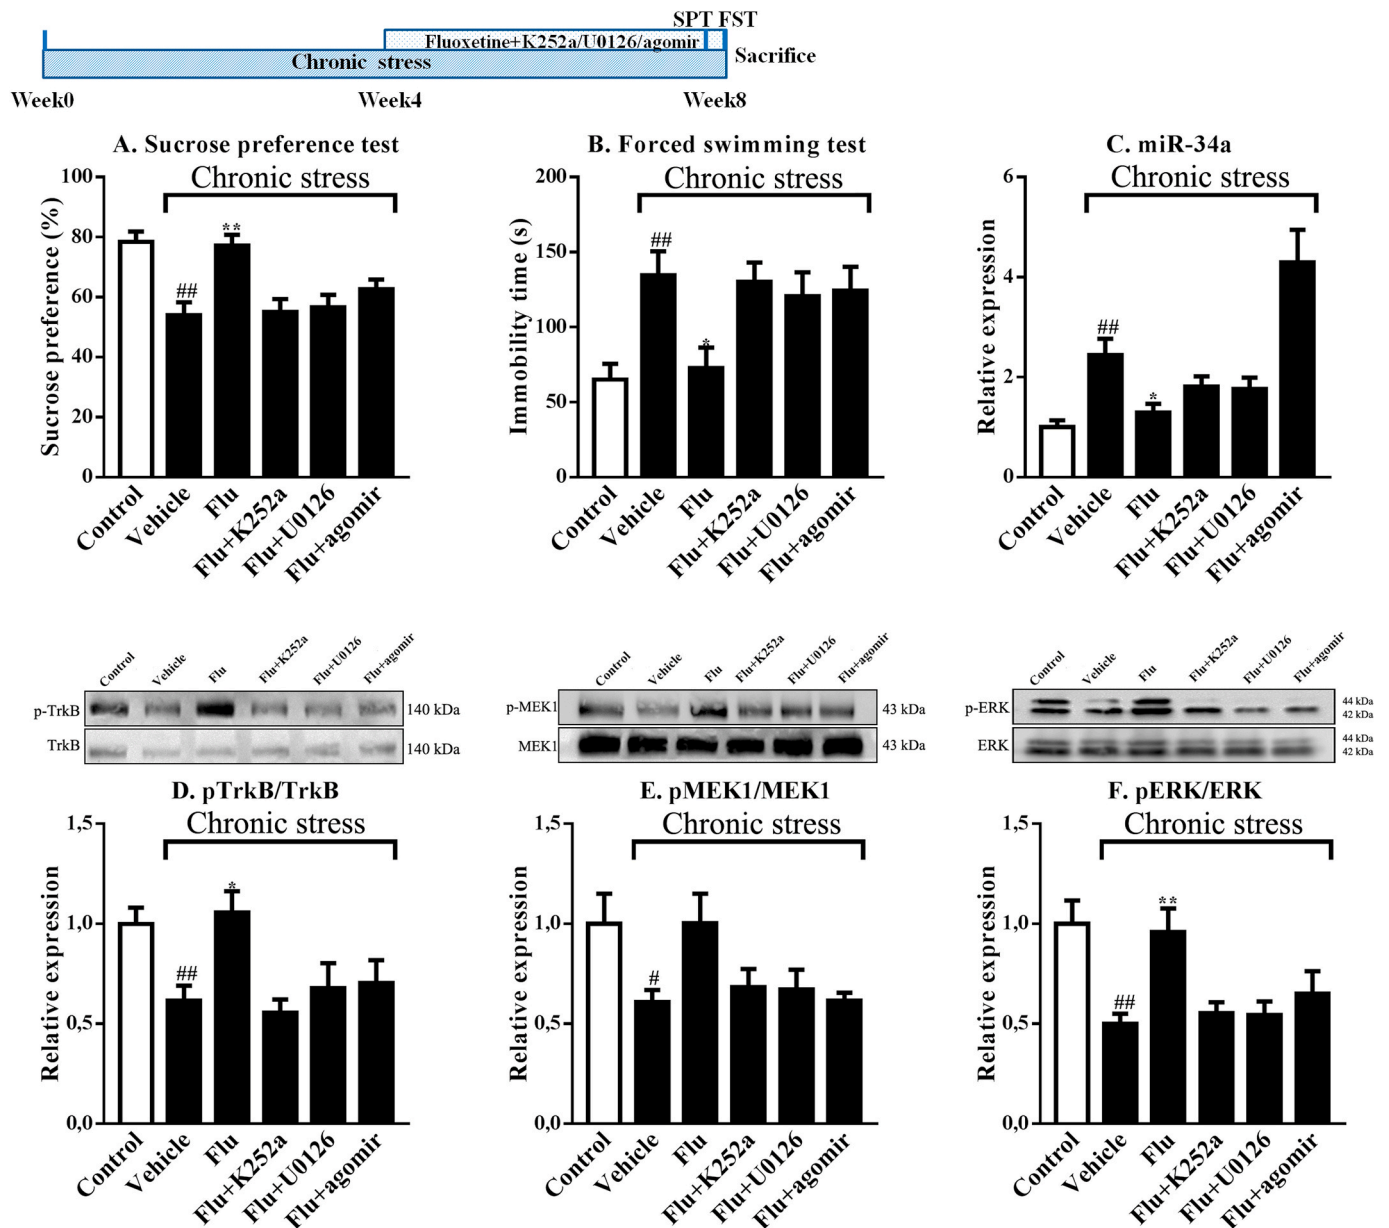 SPT FST
Fluoxetine+K252a/U0126/agomir
Chronic stress
Sacrifice
Week0 Week4 Week8
A. Sucrose preference test
Chronic stress
Sucrose preference (%)
100
80
60
40
20
0
##
**
Control
Vehicle
Flu
Flu+K252a
Flu+U0126
Flu+agomir
B. Forced swimming test
Chronic stress
Immobility time (s)
200
150
100
50
0
##
*
Control
Vehicle
Flu
Flu+K252a
Flu+U0126
Flu+agomir
C. miR-34a
Chronic stress
Relative expression
6
4
2
0
##
*
Control
Vehicle
Flu
Flu+K252a
Flu+U0126
Flu+agomir
Control
Vehicle
Flu
Flu+K252a
Flu+U0126
Flu+agomir
p-TrkB 140 kDa
TrkB 140 kDa
D. pTrkB/TrkB
Chronic stress
Relative expression
1,5
1,0
0,5
0,0
##
*
Control
Vehicle
Flu
Flu+K252a
Flu+U0126
Flu+agomir
Control
Vehicle
Flu
Flu+K252a
Flu+U0126
Flu+agomir
p-MEK1 43 kDa
MEK1 43 kDa
E. pMEK1/MEK1
Chronic stress
Relative expression
1,5
1,0
0,5
0,0
#
Control
Vehicle
Flu
Flu+K252a
Flu+U0126
Flu+agomir
Control
Vehicle
Flu
Flu+K252a
Flu+U0126
Flu+agomir
p-ERK
44 kDa
42 kDa
ERK
44 kDa
42 kDa
F. pERK/ERK
Chronic stress
Relative expression
1,5
1,0
0,5
0,0
##
**
Control
Vehicle
Flu
Flu+K252a
Flu+U0126
Flu+agomir